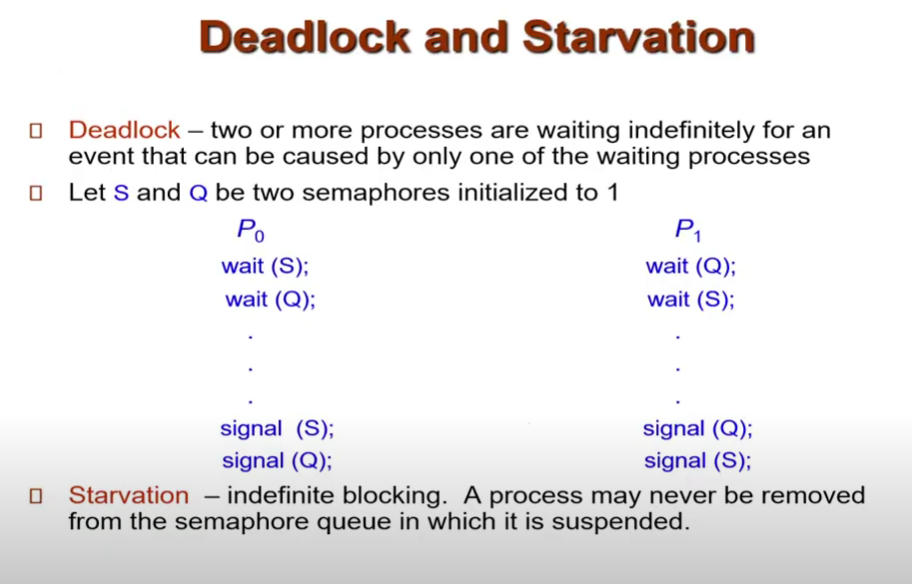 Deadlock and Starvation
Deadlock – two or more processes are waiting indefinitely for an
event that can be caused by only one of the waiting processes
Let S and Q be two semaphores initialized to 1
P0 P1
wait (S); wait (Q);
wait (Q); wait (S);
. .
. .
. .
signal (S); signal (Q);
signal (Q); signal (S);
Starvation – indefinite blocking. A process may never be removed
from the semaphore queue in which it is suspended.